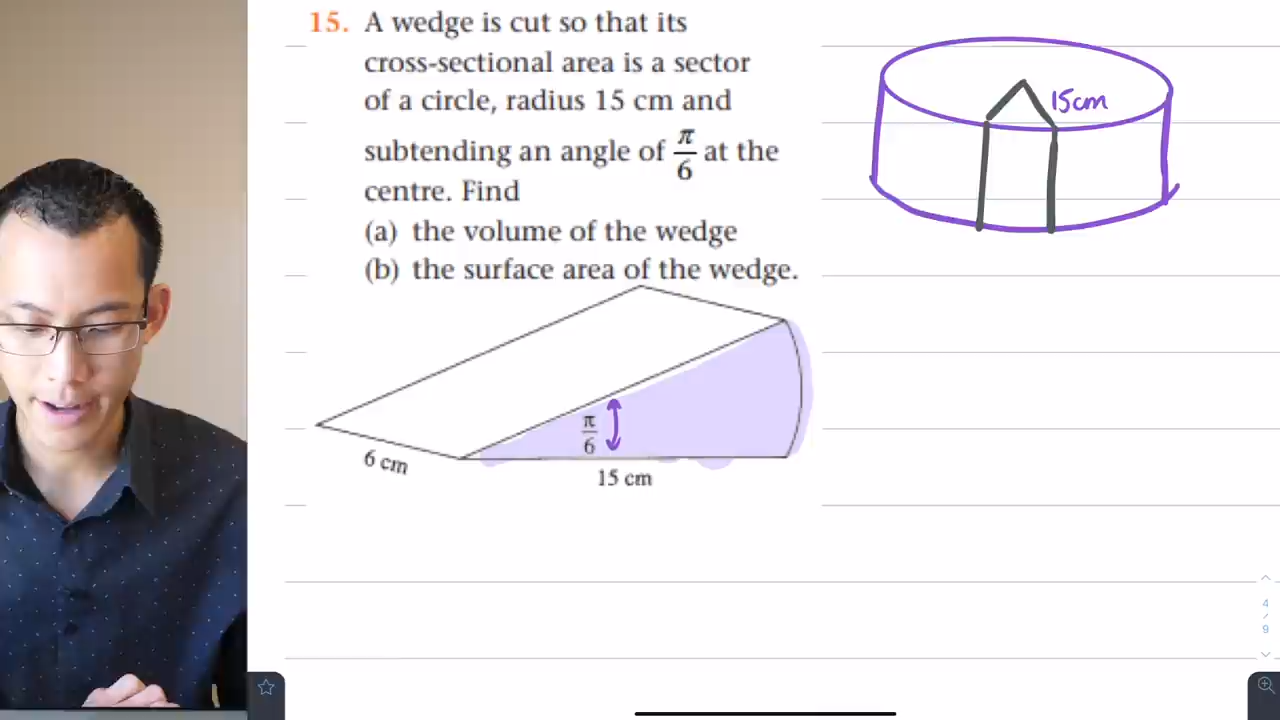 15. A wedge is cut so that its
cross-sectional area is a sector
of a circle, radius 15 cm and
subtending an angle of π/6 at the
centre. Find
(a) the volume of the wedge
(b) the surface area of the wedge.
15cm
π/6
6 cm
15 cm
4
/
9